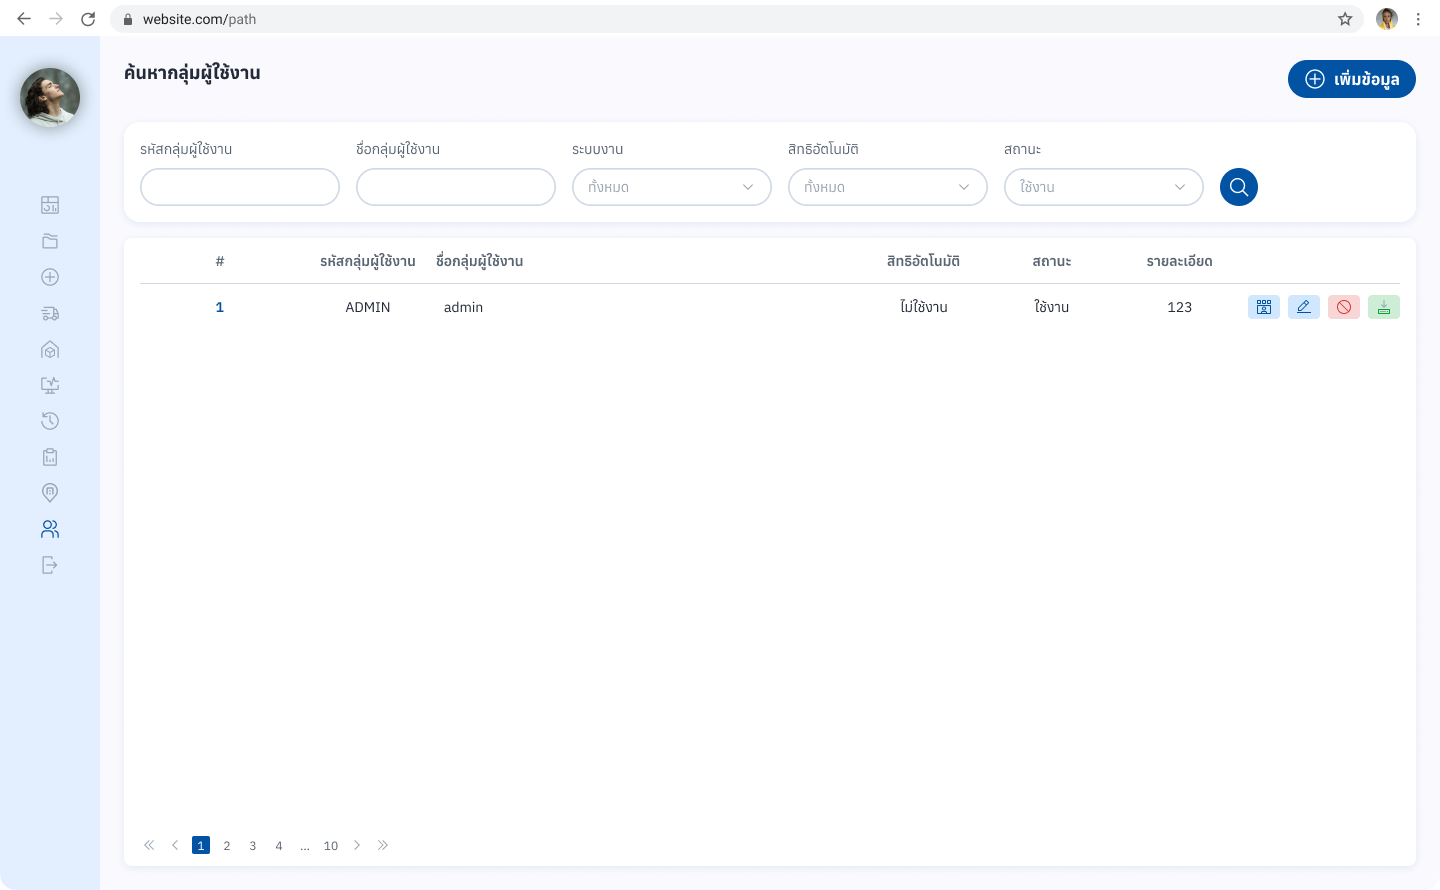 website.com/path
ค้นหากลุ่มผู้ใช้งาน
เพิ่มข้อมูล
รหัสกลุ่มผู้ใช้งาน ชื่อกลุ่มผู้ใช้งาน ระบบงาน สิทธิอัตโนมัติ สถานะ
ทั้งหมด ทั้งหมด ใช้งาน
# รหัสกลุ่มผู้ใช้งาน ชื่อกลุ่มผู้ใช้งาน สิทธิอัตโนมัติ สถานะ รายละเอียด
1 ADMIN admin ไม่ใช้งาน ใช้งาน 123
1 2 3 4 ... 10